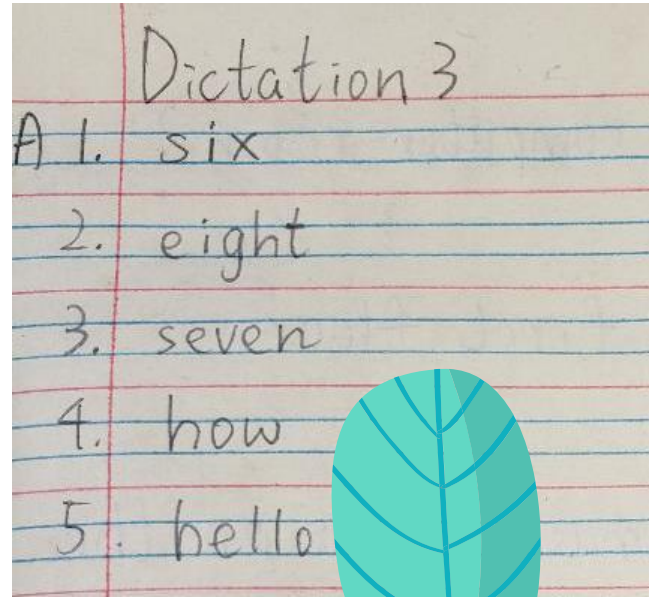 Dictation 3
A 1. six
2. eight
3. seven
4. how
5. hello